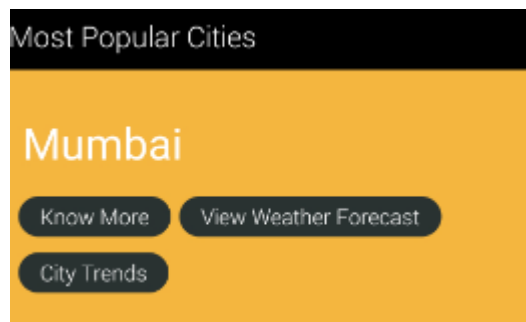 Most Popular Cities
Mumbai
Know More View Weather Forecast
City Trends